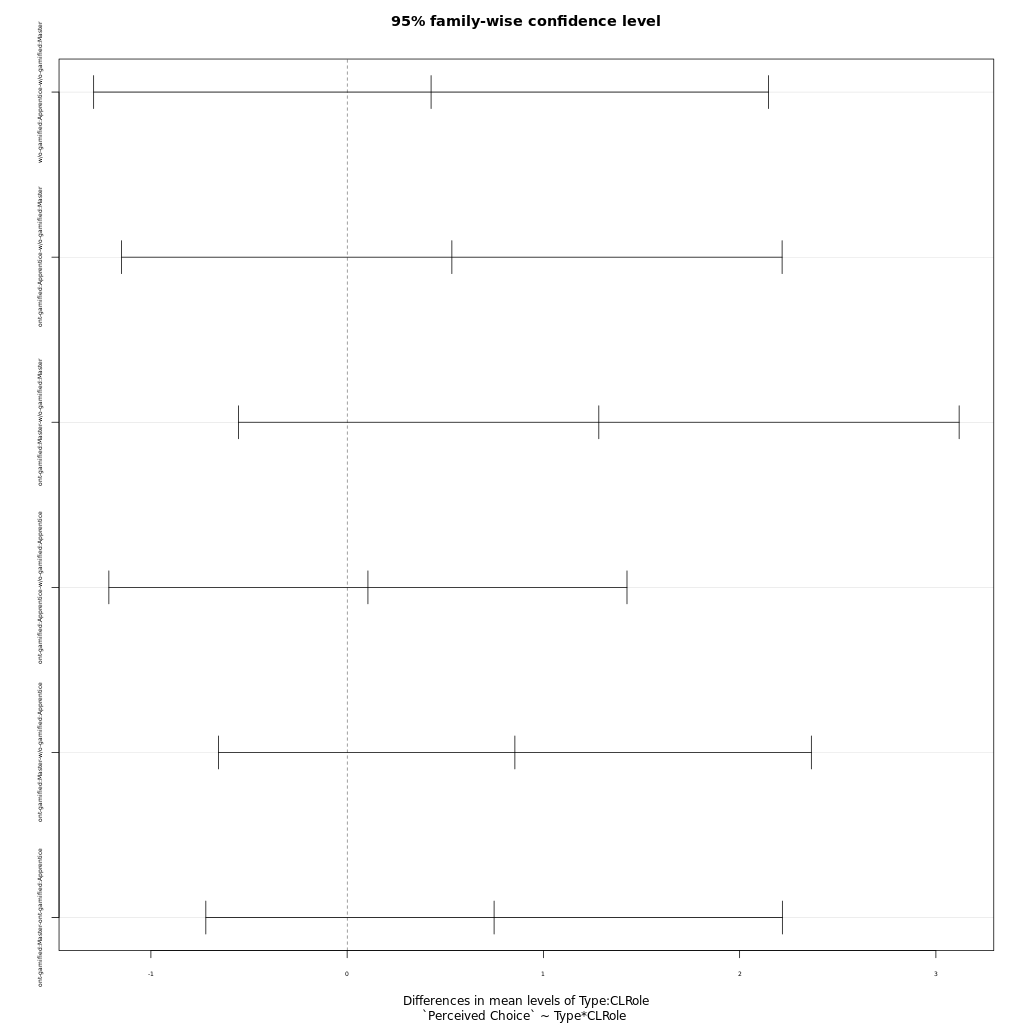 95% family-wise confidence level
w/o-gamified:Apprentice-w/o-gamified:Master
ont-gamified:Apprentice-w/o-gamified:Master
ont-gamified:Master-w/o-gamified:Master
ont-gamified:Apprentice-w/o-gamified:Apprentice
ont-gamified:Master-w/o-gamified:Apprentice
ont-gamified:Master-ont-gamified:Apprentice
-1 0 1 2 3
Differences in mean levels of Type:CLRole
`Perceived Choice` ~ Type*CLRole